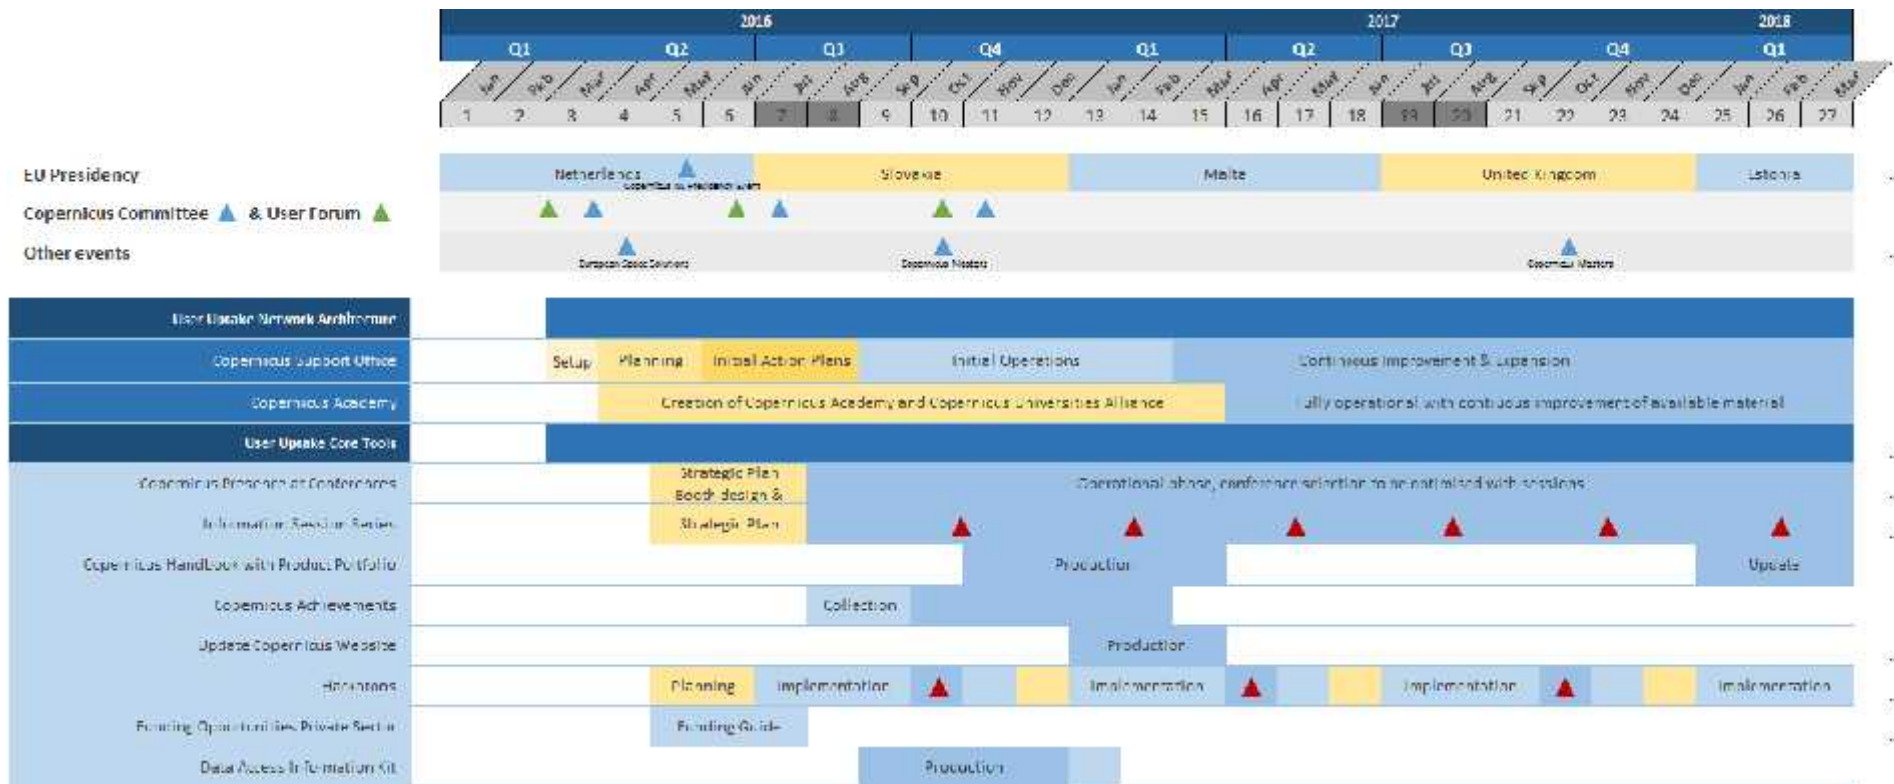 2016 2017 2018
Q1 Q2 Q3 Q4 Q1 Q2 Q3 Q4 Q1
Jan Feb Mar Apr Mai Jun Jul Aug Sep Oct Nov Dec Jan Feb Mar Apr Mai Jun Jul Aug Sep Oct Nov Dec Jan Feb Mar
1 2 3 4 5 6 7 8 9 10 11 12 13 14 15 16 17 18 19 20 21 22 23 24 25 26 27
EU Presidency Netherlands Slovakia Malta United Kingdom Estonia
Presidency Event
Copernicus Committee & User Forum
Other events
European Space Solutions Copernicus Masters Copernicus Masters
User Uptake Network Architecture
Copernicus Support Office Setup Planning Initial Action Plans Initial Operations Continious Improvement & Expansion
Copernicus Academy Creation of Copernicus Academy and Copernicus Universities Alliance Fully operational with contiuous improvement of available material
User Uptake Core Tools
Copernicus Presence at Conferences Strategic Plan Operational phase, conference selection to be optimised with sessions
Booth design &
Information Session Series Strategic Plan
Copernicus Handbook with Product Portfolio Production Update
Copernicus Achievements Collection
Update Copernicus Website Production
Hackatons Planning Implementation Implementation Implementation Implementation
Funding Opportunities Private Sector Funding Guide
Data Access Information Kit Production